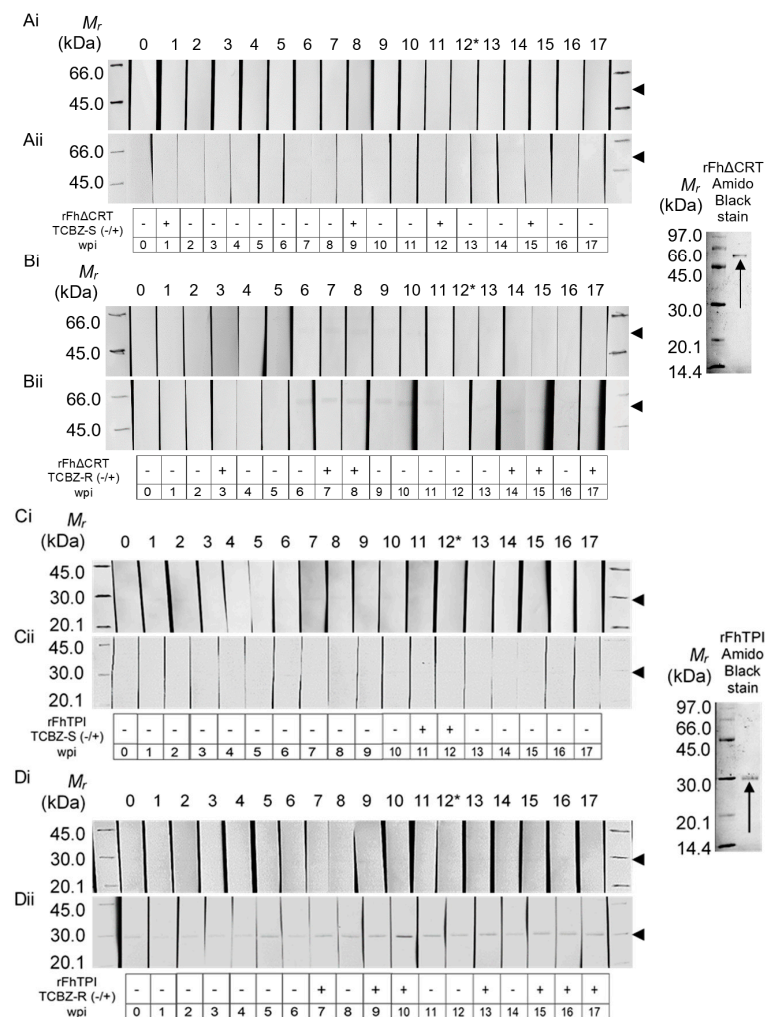 Ai
Mr
(kDa)
0 1 2 3 4 5 6 7 8 9 10 11 12* 13 14 15 16 17
66.0
45.0
Aii
66.0
45.0
rFhΔCRT
TCBZ-S (-/+)
- + - - - - - - - + - - + - - + - -
wpi
0 1 2 3 4 5 6 7 8 9 10 11 12 13 14 15 16 17
rFhΔCRT
Amido
Black
stain
Mr
(kDa)
97.0
66.0
45.0
30.0
20.1
14.4
Bi
Mr
(kDa)
0 1 2 3 4 5 6 7 8 9 10 11 12* 13 14 15 16 17
66.0
45.0
Bii
66.0
45.0
rFhΔCRT
TCBZ-R (-/+)
- - - + - - - + + - - - - - + + - +
wpi
0 1 2 3 4 5 6 7 8 9 10 11 12 13 14 15 16 17
Ci
Mr
(kDa)
0 1 2 3 4 5 6 7 8 9 10 11 12* 13 14 15 16 17
45.0
30.0
20.1
Cii
45.0
30.0
20.1
rFhTPI
TCBZ-S (-/+)
- - - - - - - - - - - + + - - - - -
wpi
0 1 2 3 4 5 6 7 8 9 10 11 12 13 14 15 16 17
rFhTPI
Amido
Black
stain
Mr
(kDa)
97.0
66.0
45.0
30.0
20.1
14.4
Di
Mr
(kDa)
0 1 2 3 4 5 6 7 8 9 10 11 12* 13 14 15 16 17
45.0
30.0
20.1
Dii
45.0
30.0
20.1
rFhTPI
TCBZ-R (-/+)
- - - - - - - + - + + - - + - + + +
wpi
0 1 2 3 4 5 6 7 8 9 10 11 12 13 14 15 16 17